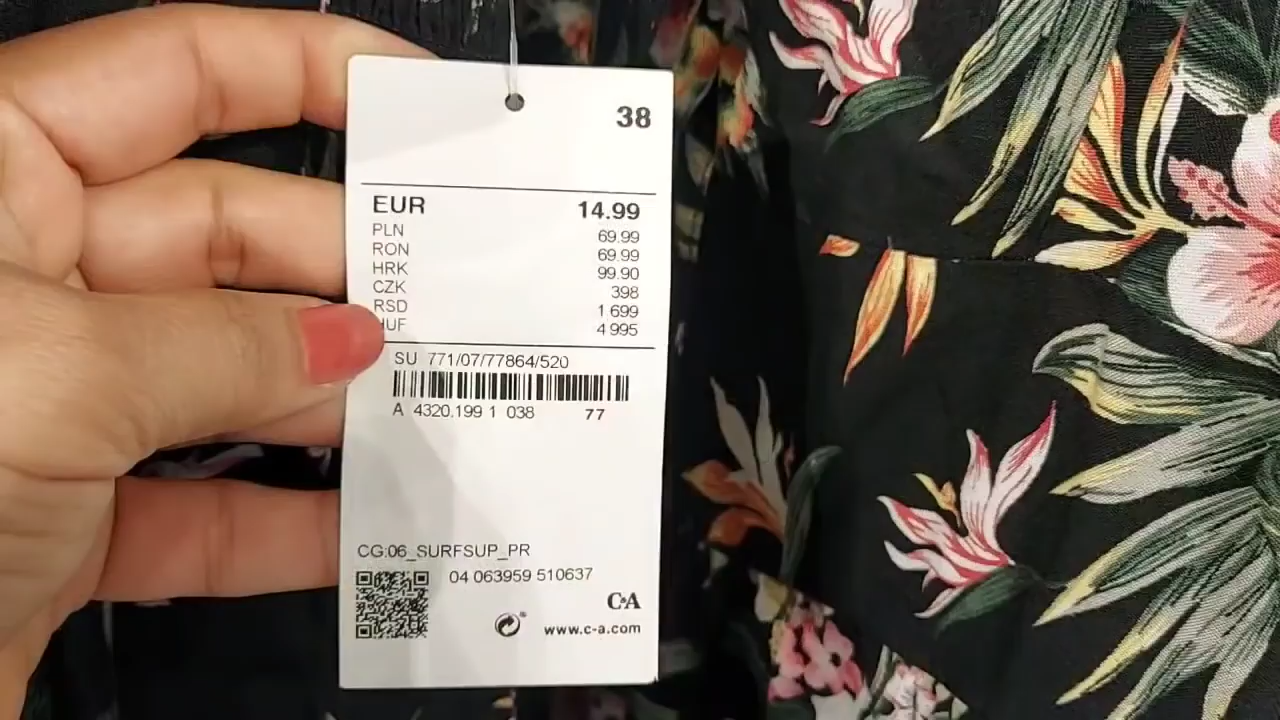 38
EUR 14.99
PLN 69.99
RON 69.99
HRK 99.90
CZK 398
RSD 1 699
HUF 4 995
SU 771/07/77864/520
A 4320.199 1 038 77
CG:06_SURFSUP_PR
04 063959 510637
C&A
www.c-a.com